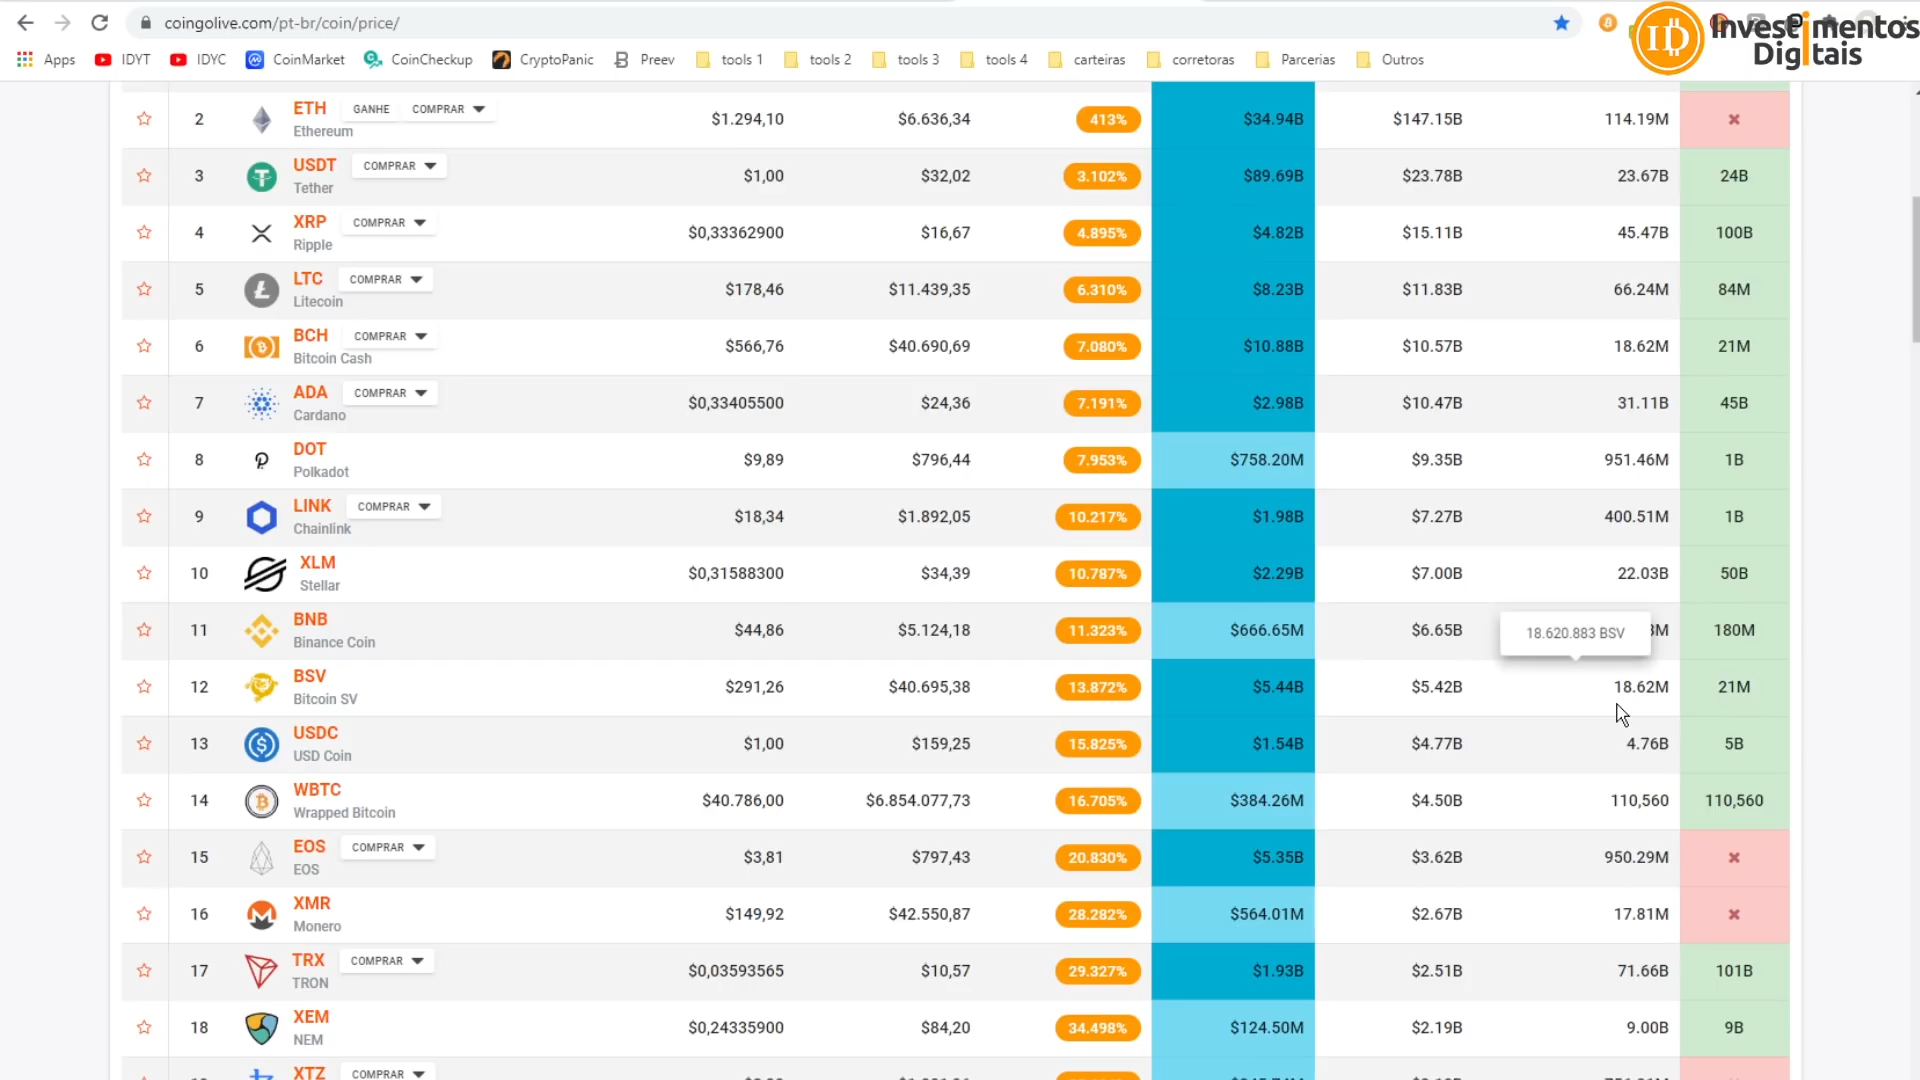 coingolive.com/pt-br/coin/price/
Investimentos
Digitais
Apps IDYT IDYC CoinMarket CoinCheckup CryptoPanic Preev tools 1 tools 2 tools 3 tools 4 carteiras corretoras Parcerias Outros
2 ETH GANHE COMPRAR $1.294,10 $6.636,34 413% $34.94B $147.15B 114.19M
Ethereum
3 USDT COMPRAR $1,00 $32,02 3.102% $89.69B $23.78B 23.67B 24B
Tether
4 XRP COMPRAR $0,33362900 $16,67 4.895% $4.82B $15.11B 45.47B 100B
Ripple
5 LTC COMPRAR $178,46 $11.439,35 6.310% $8.23B $11.83B 66.24M 84M
Litecoin
6 BCH COMPRAR $566,76 $40.690,69 7.080% $10.88B $10.57B 18.62M 21M
Bitcoin Cash
7 ADA COMPRAR $0,33405500 $24,36 7.191% $2.98B $10.47B 31.11B 45B
Cardano
8 DOT $9,89 $796,44 7.953% $758.20M $9.35B 951.46M 1B
Polkadot
9 LINK COMPRAR $18,34 $1.892,05 10.217% $1.98B $7.27B 400.51M 1B
Chainlink
10 XLM $0,31588300 $34,39 10.787% $2.29B $7.00B 22.03B 50B
Stellar
11 BNB $44,86 $5.124,18 11.323% $666.65M $6.65B 18.620.883 BSV 180M
Binance Coin
12 BSV $291,26 $40.695,38 13.872% $5.44B $5.42B 18.62M 21M
Bitcoin SV
13 USDC $1,00 $159,25 15.825% $1.54B $4.77B 4.76B 5B
USD Coin
14 WBTC $40.786,00 $6.854.077,73 16.705% $384.26M $4.50B 110,560 110,560
Wrapped Bitcoin
15 EOS COMPRAR $3,81 $797,43 20.830% $5.35B $3.62B 950.29M
EOS
16 XMR $149,92 $42.550,87 28.282% $564.01M $2.67B 17.81M
Monero
17 TRX COMPRAR $0,03593565 $10,57 29.327% $1.93B $2.51B 71.66B 101B
TRON
18 XEM $0,24335900 $84,20 34.498% $124.50M $2.19B 9.00B 9B
NEM
XTZ COMPRAR